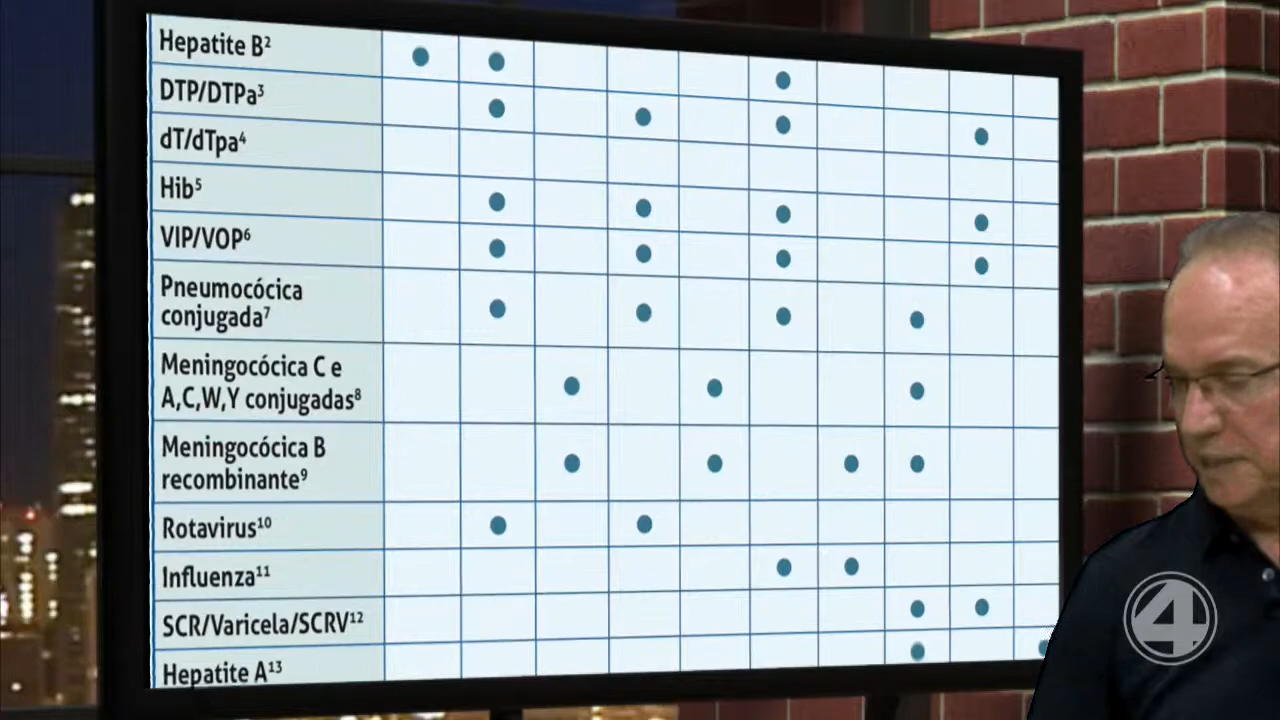 Hepatite B²
DTP/DTPa³
dT/dTpa⁴
Hib⁵
VIP/VOP⁶
Pneumocócica
conjugada⁷
Meningocócica C e
A,C,W,Y conjugadas⁸
Meningocócica B
recombinante⁹
Rotavirus¹⁰
Influenza¹¹
SCR/Varicela/SCRV¹²
Hepatite A¹³
4